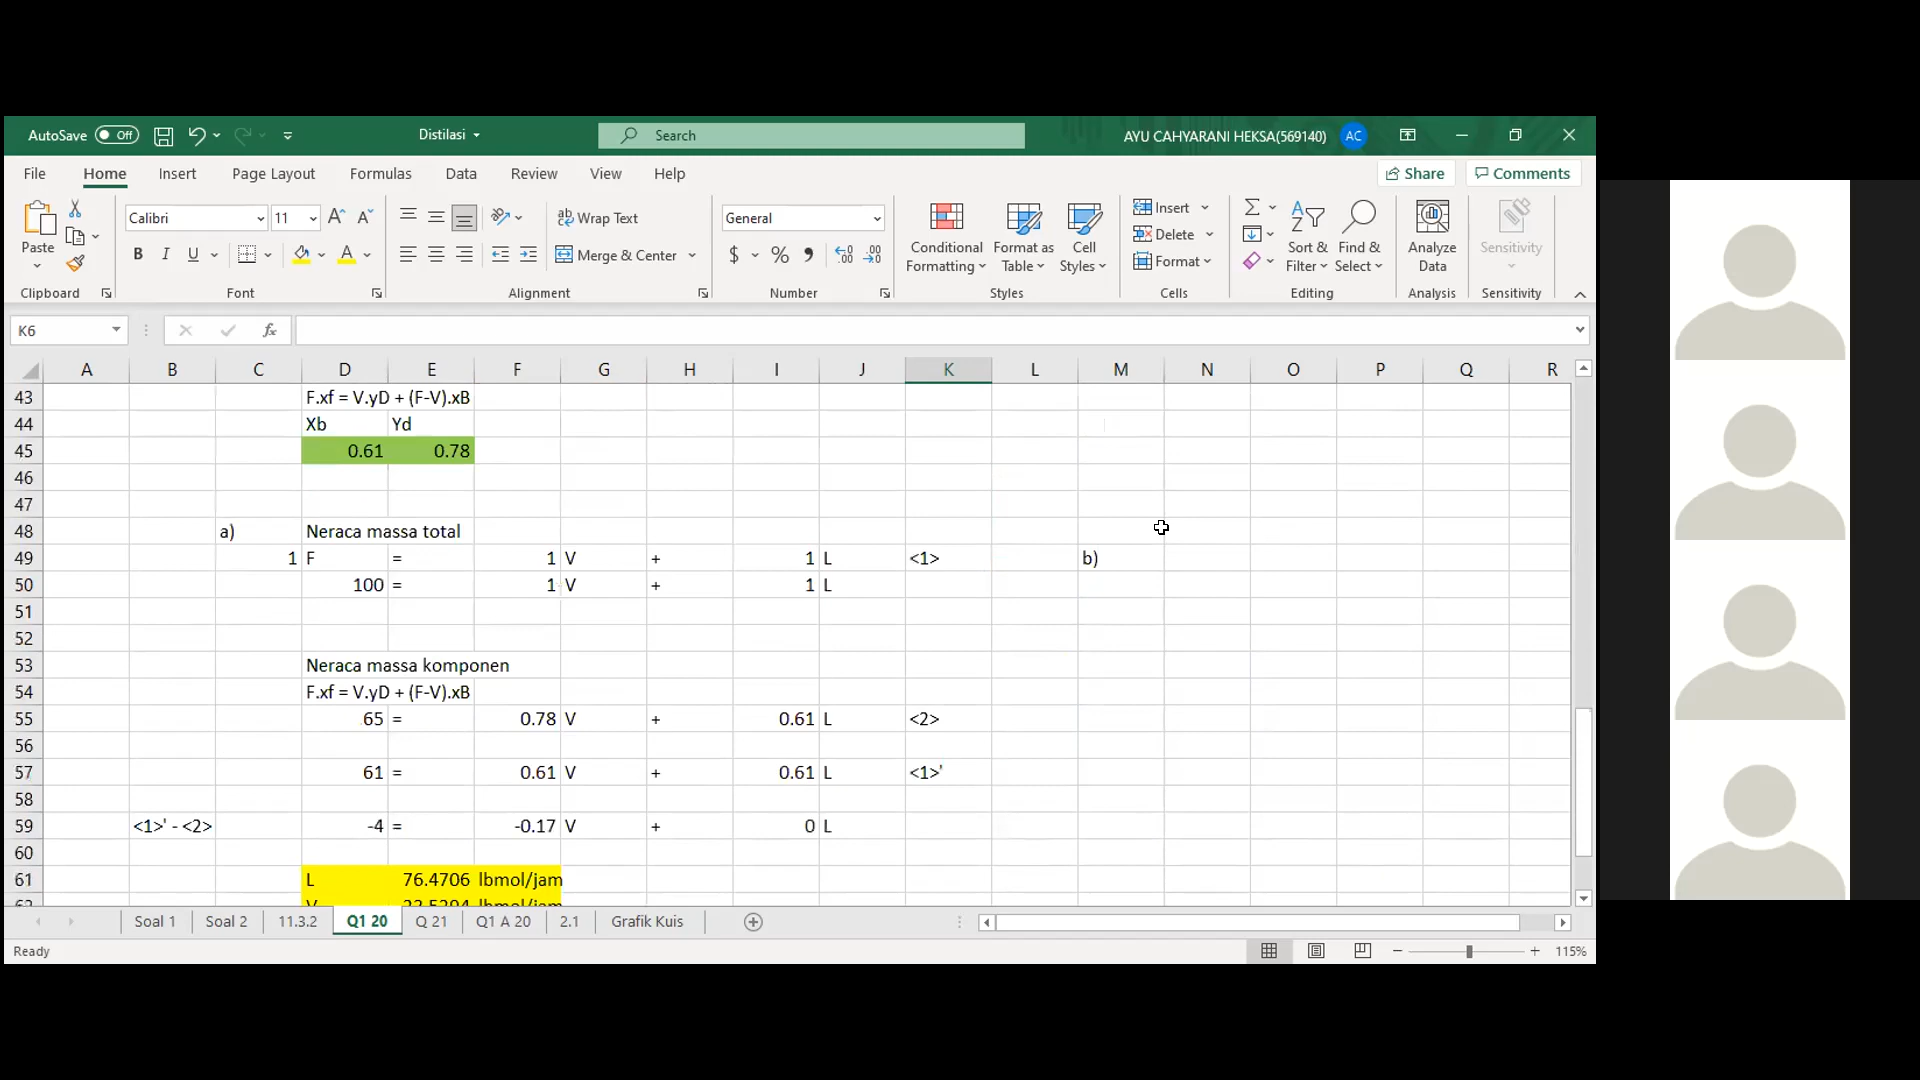 AutoSave Off Distilasi Search AYU CAHYARANI HEKSA(569140) AC
File Home Insert Page Layout Formulas Data Review View Help Share Comments
Paste Calibri 11 A^ A˅ Wrap Text General Insert Σ
Conditional Format as Cell Delete Sort & Find & Analyze Sensitivity
B I U A Merge & Center $ % , Formatting Table Styles Format Filter Select Data
Clipboard Font Alignment Number Styles Cells Editing Analysis Sensitivity
K6 fx
A B C D E F G H I J K L M N O P Q R
43 F.xf = V.yD + (F-V).xB
44 Xb Yd
45 0.61 0.78
46
47
48 a) Neraca massa total
49 1 F = 1 V + 1 L <1> b)
50 100 = 1 V + 1 L
51
52
53 Neraca massa komponen
54 F.xf = V.yD + (F-V).xB
55 65 = 0.78 V + 0.61 L <2>
56
57 61 = 0.61 V + 0.61 L <1>'
58
59 <1>' - <2> -4 = -0.17 V + 0 L
60
61 L 76.4706 lbmol/jam
62 V 23.5294 lbmol/jam
Soal 1 Soal 2 11.3.2 Q1 20 Q 21 Q1 A 20 2.1 Grafik Kuis
Ready 115%